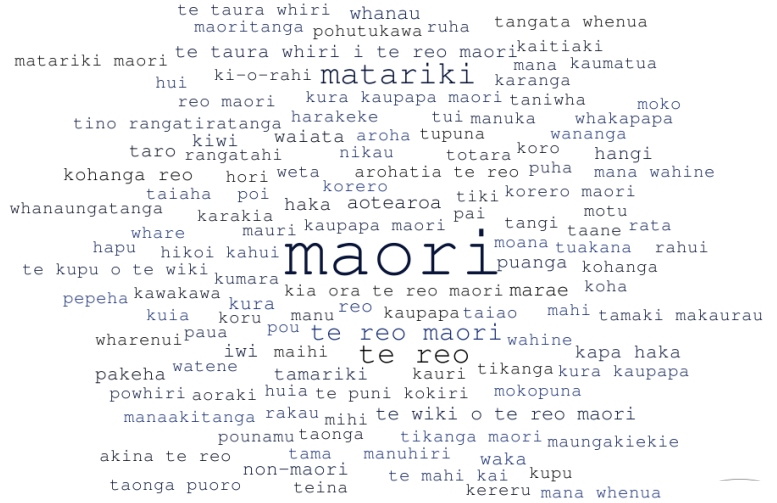 te taura whiri whanau
maoritanga pohutukawa ruha tangata whenua
te taura whiri i te reo maori kaitiaki
matariki maori mana kaumatua
hui ki-o-rahi matariki karanga
reo maori kura kaupapa maori taniwha moko
tino rangatiratanga harakeke tui manuka whakapapa
kiwi waiata aroha tupuna wananga
taro rangatahi nikau totara koro hangi
kohanga reo hori weta arohatia te reo puha mana wahine
taiaha poi korero tiki korero maori
whanaungatanga haka aotearoa motu
karakia pai
whare mauri kaupapa maori tangi taane rata
hapu hikoi kahui maori moana tuakana rahui
te kupu o te wiki puanga kohanga
kumara
pepeha kawakawa kia ora te reo maori marae koha
kura reo
kuia koru manu kaupapa taiao mahi tamaki makaurau
wharenui paua pou te reo maori wahine
iwi maihi te reo kapa haka
pakeha watene tamariki kauri tikanga kura kaupapa
powhiri aoraki huia te puni kokiri mokopuna
manaakitanga rakau mihi te wiki o te reo maori
pounamu taonga tikanga maori maungakiekie
akina te reo tama manuhiri waka
non-maori te mahi kai kupu
taonga puoro teina kereru mana whenua